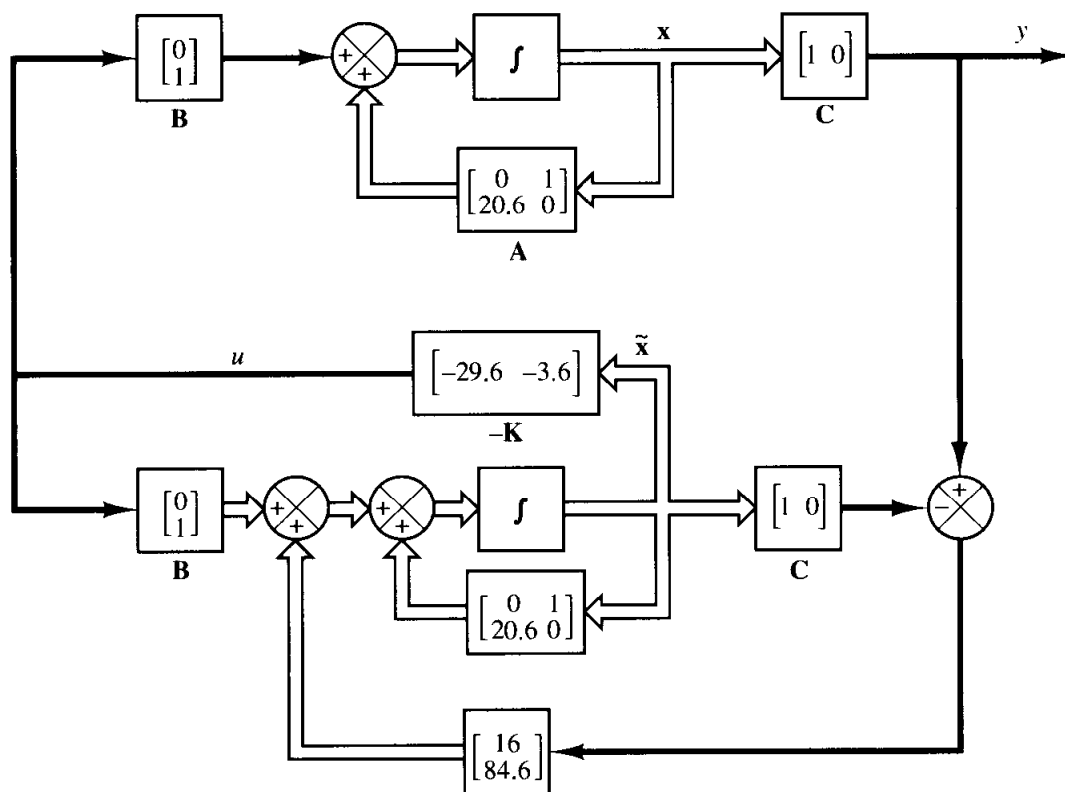 x
y
[0
1]
B
+
+
∫
[1 0]
C
[0 1
20.6 0]
A
u
[−29.6 −3.6]
x̃
−K
[0
1]
B
+
+
+
+
∫
[1 0]
C
+
−
[0 1
20.6 0]
[16
84.6]